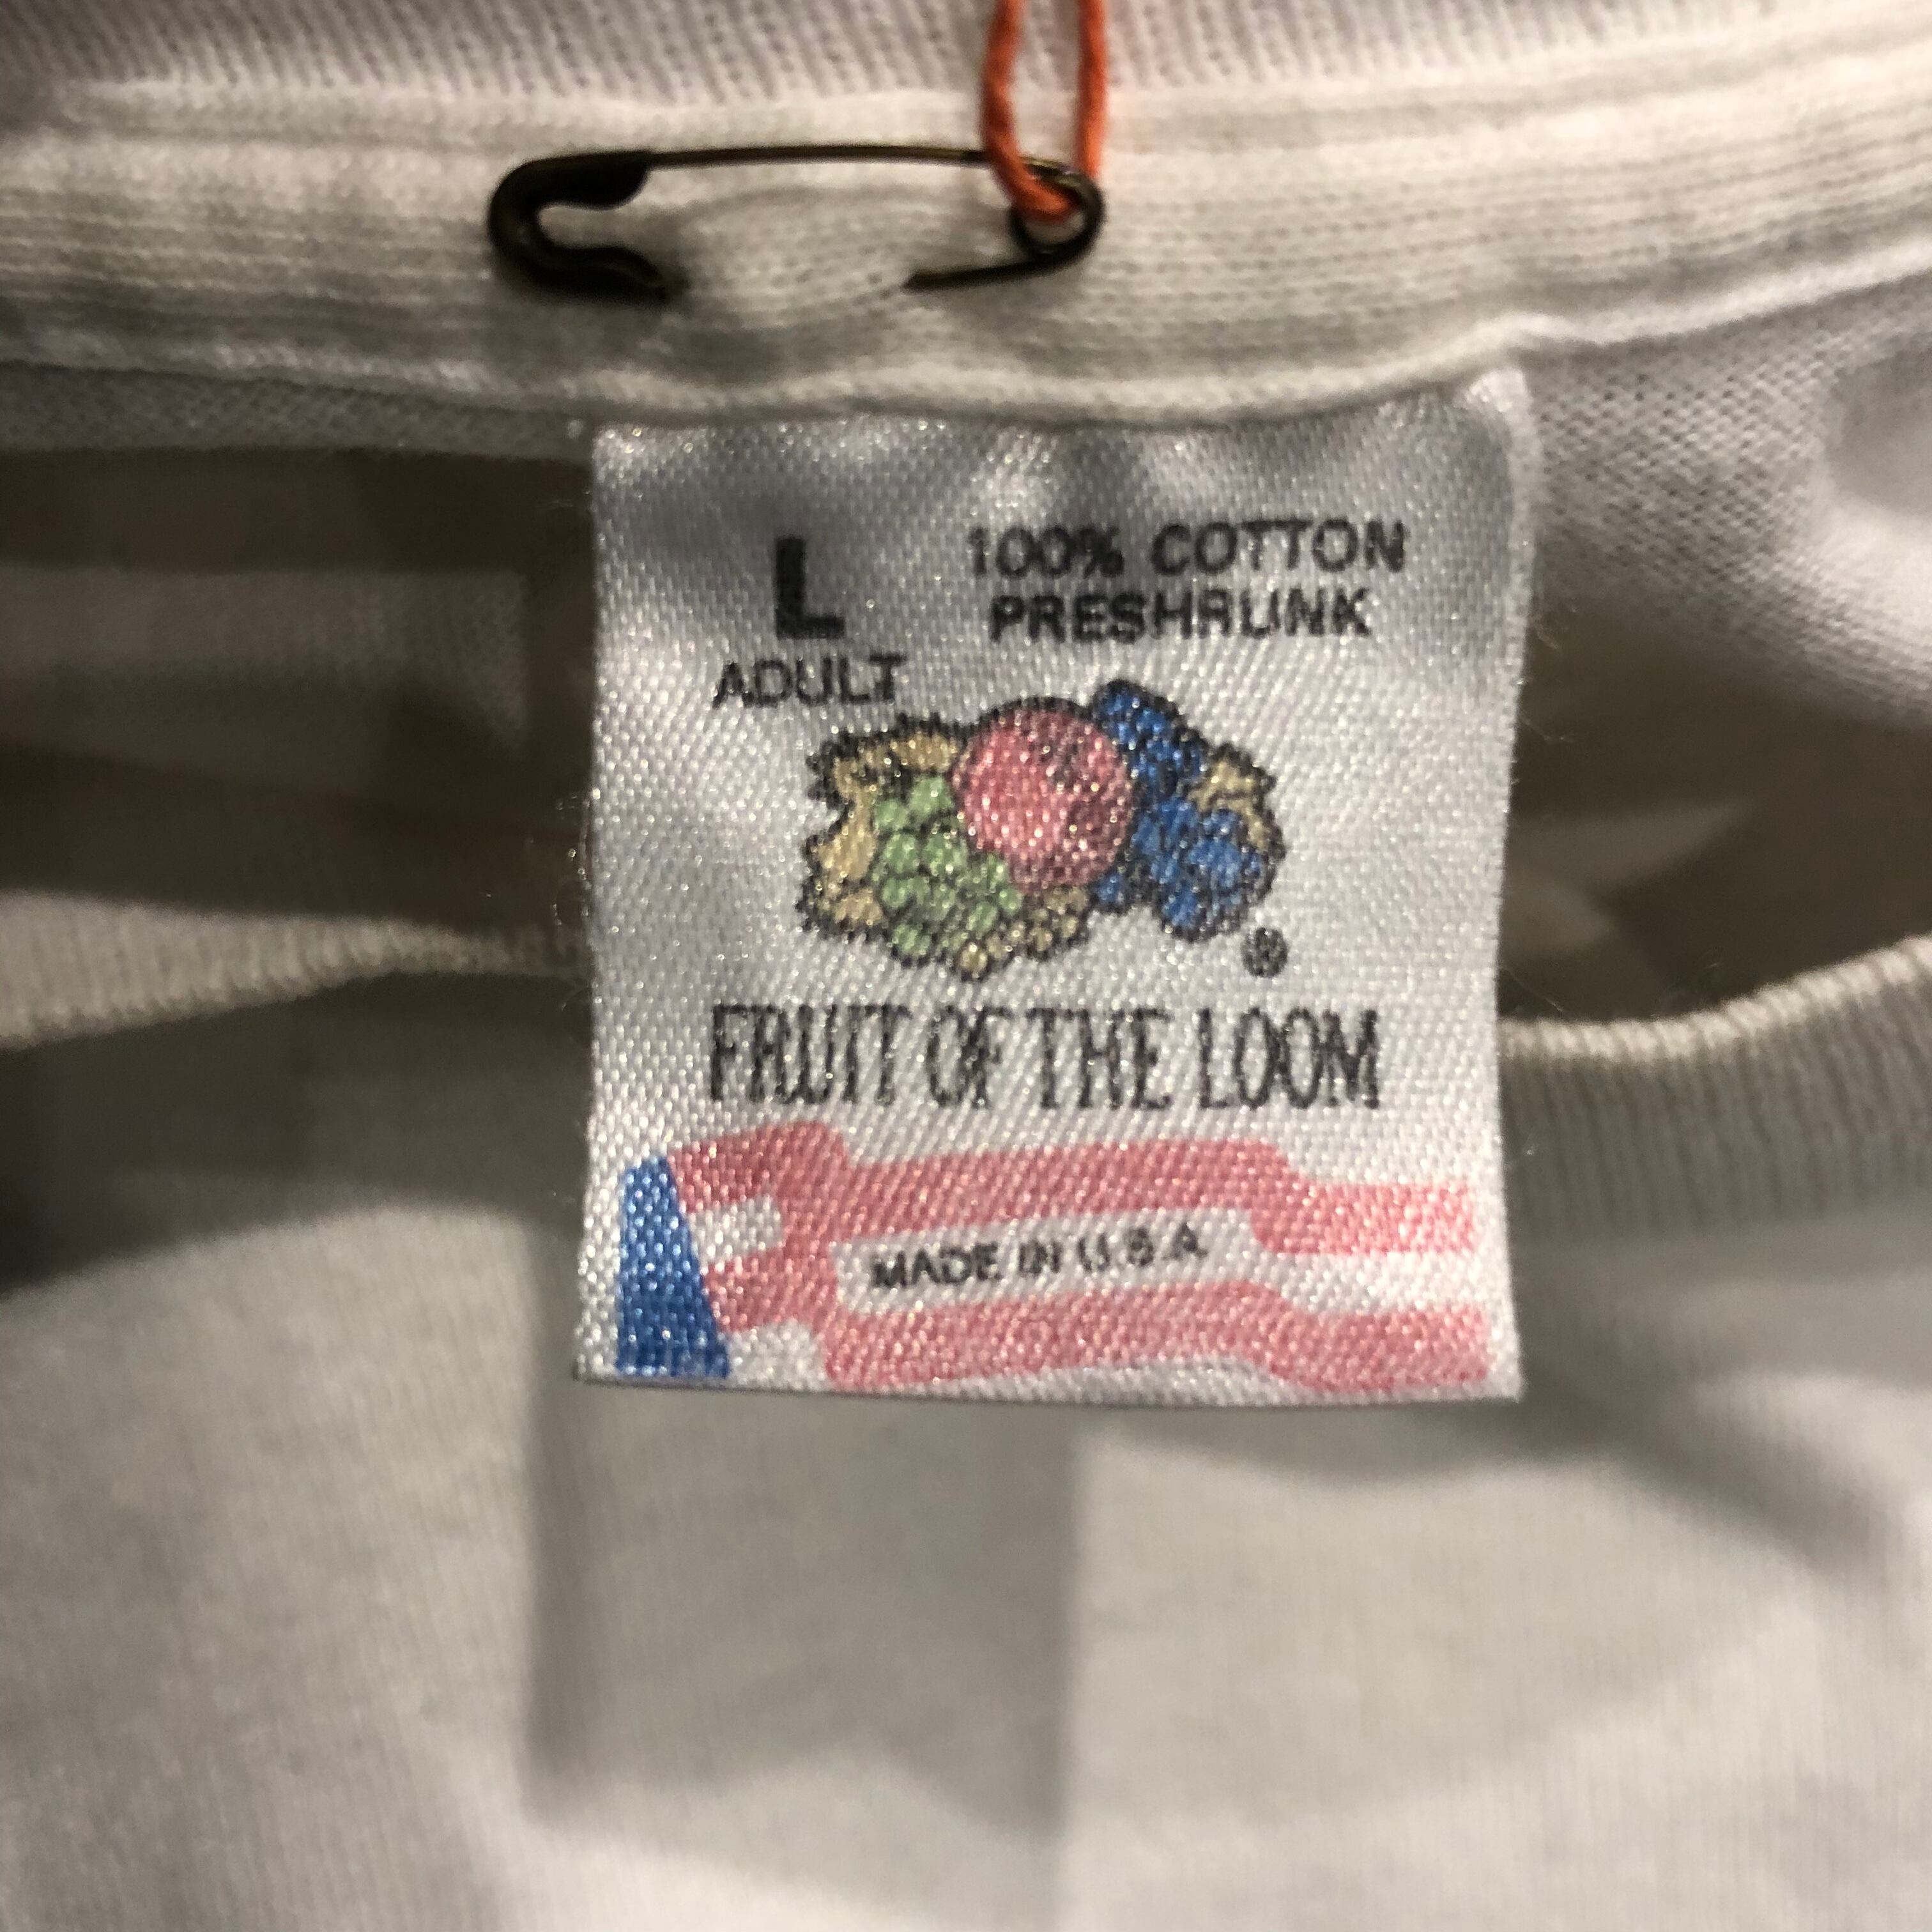 L
100% COTTON
PRESHRUNK
ADULT
®
FRUIT OF THE LOOM
MADE IN U.S.A